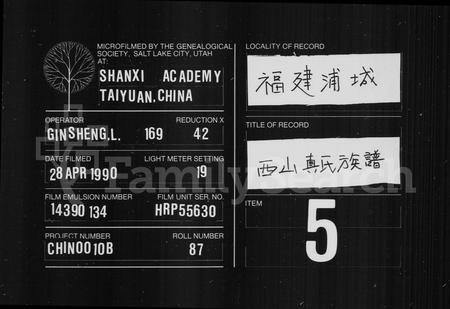 MICROFILMED BY THE GENEALOGICAL
SOCIETY, SALT LAKE CITY, UTAH
AT:
SHANXI ACADEMY
TAIYUAN.CHINA
OPERATOR REDUCTION X
GINSHENG,L. 169 42
DATE FILMED LIGHT METER SETTING
28 APR 1990 19
FILM EMULSION NUMBER FILM UNIT SER. NO.
14390 134 HRP55630
PROJECT NUMBER ROLL NUMBER
CHINOO10B 87
LOCALITY OF RECORD
福建浦城
TITLE OF RECORD
西山真氏族譜
ITEM
5
FamilySearch